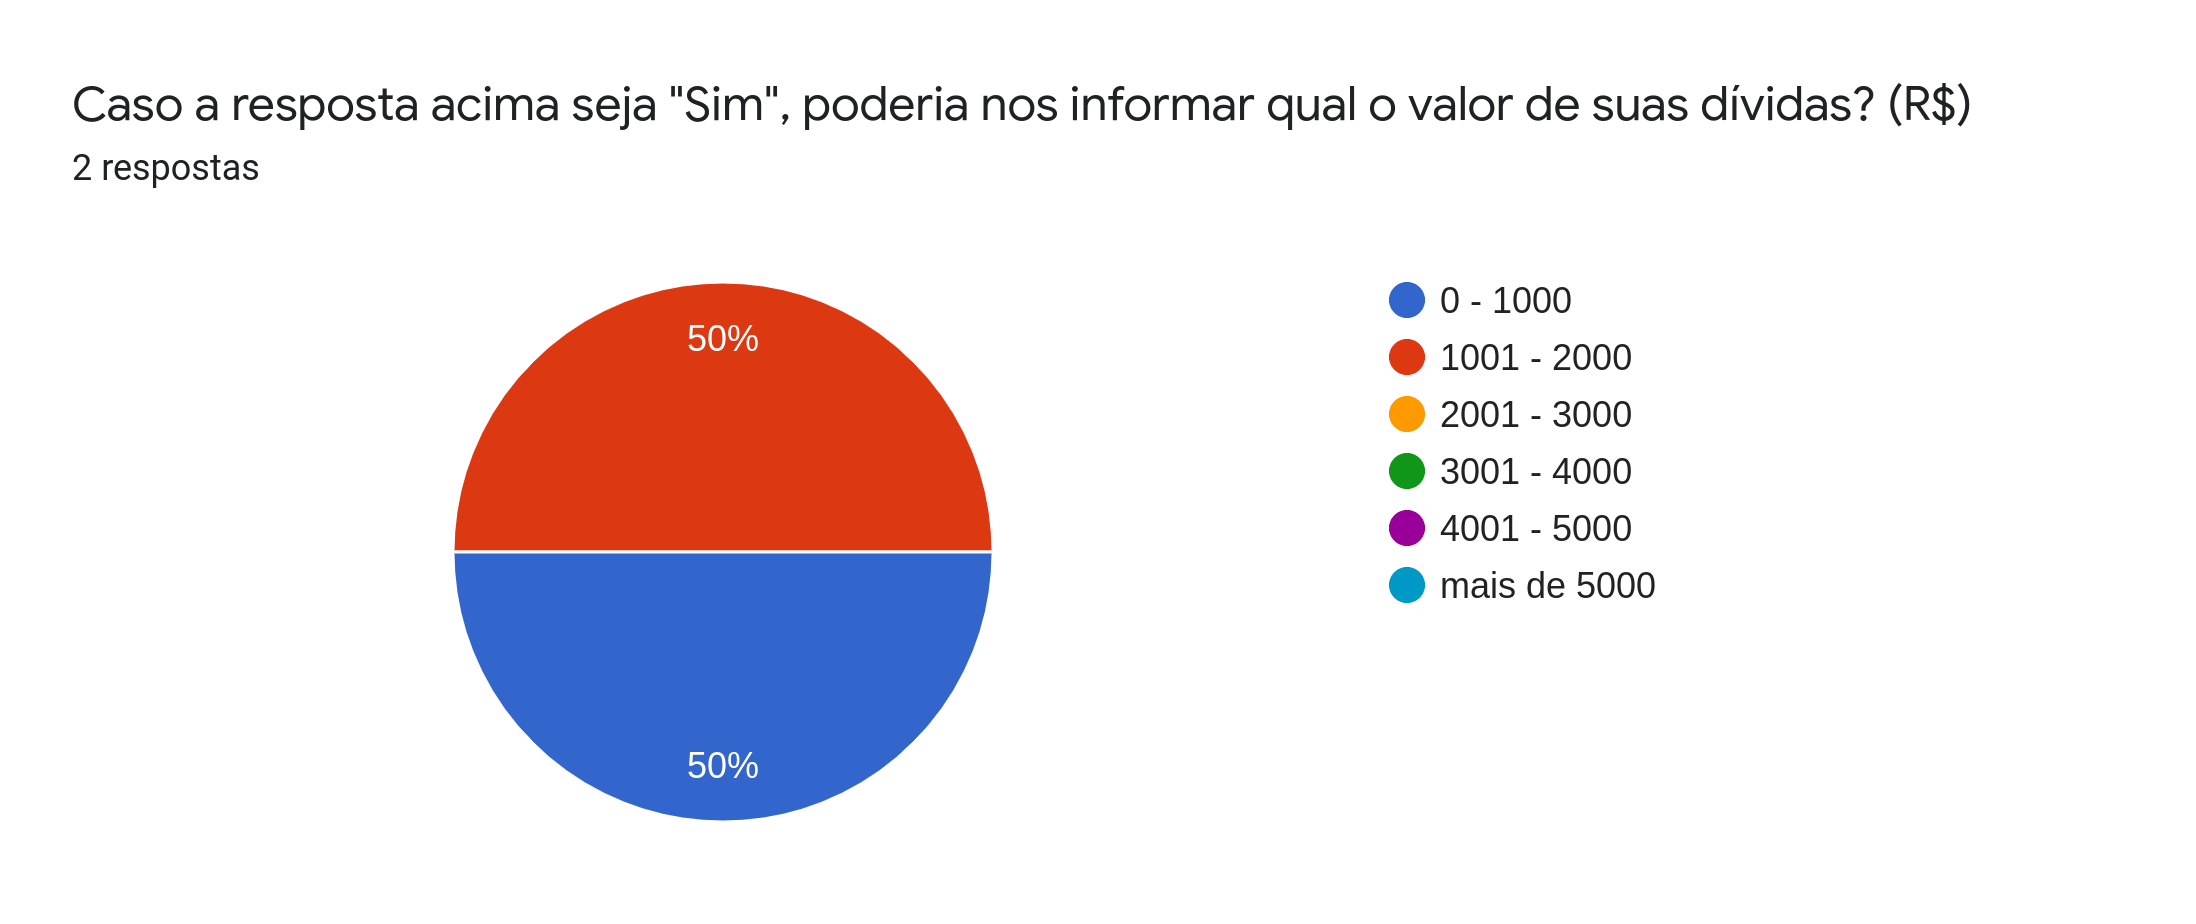 Caso a resposta acima seja "Sim", poderia nos informar qual o valor de suas dívidas? (R$)
2 respostas
50%
50%
0 - 1000
1001 - 2000
2001 - 3000
3001 - 4000
4001 - 5000
mais de 5000